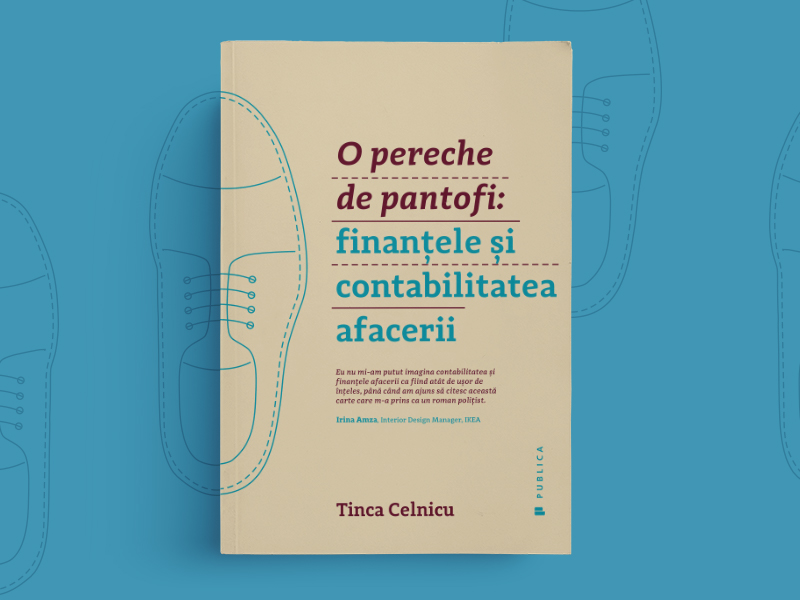 O pereche
de pantofi:
finanțele și
contabilitatea
afacerii
Eu nu mi-am putut imagina contabilitatea și
finanțele afacerii ca fiind atât de ușor de
înțeles, până când am ajuns să citesc această
carte care m-a prins ca un roman polițist.
Irina Amza, Interior Design Manager, IKEA
PUBLICA
Tinca Celnicu